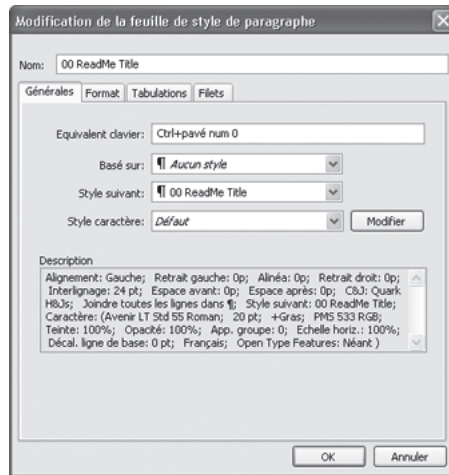 Modification de la feuille de style de paragraphe
Nom: 00 ReadMe Title
Générales Format Tabulations Filets
Equivalent clavier: Ctrl+pavé num 0
Basé sur: ¶ Aucun style
Style suivant: ¶ 00 ReadMe Title
Style caractère: Défaut Modifier
Description
Alignement: Gauche; Retrait gauche: 0p; Alinéa: 0p; Retrait droit: 0p;
Interlignage: 24 pt; Espace avant: 0p; Espace après: 0p; C&J: Quark
H&Js; Joindre toutes les lignes dans ¶; Style suivant: 00 ReadMe Title;
Caractère: (Avenir LT Std 55 Roman; 20 pt; +Gras; PMS 533 RGB;
Teinte: 100%; Opacité: 100%; App. groupe: 0; Echelle horiz.: 100%;
Décal. ligne de base: 0 pt; Français; Open Type Features: Néant )
OK Annuler